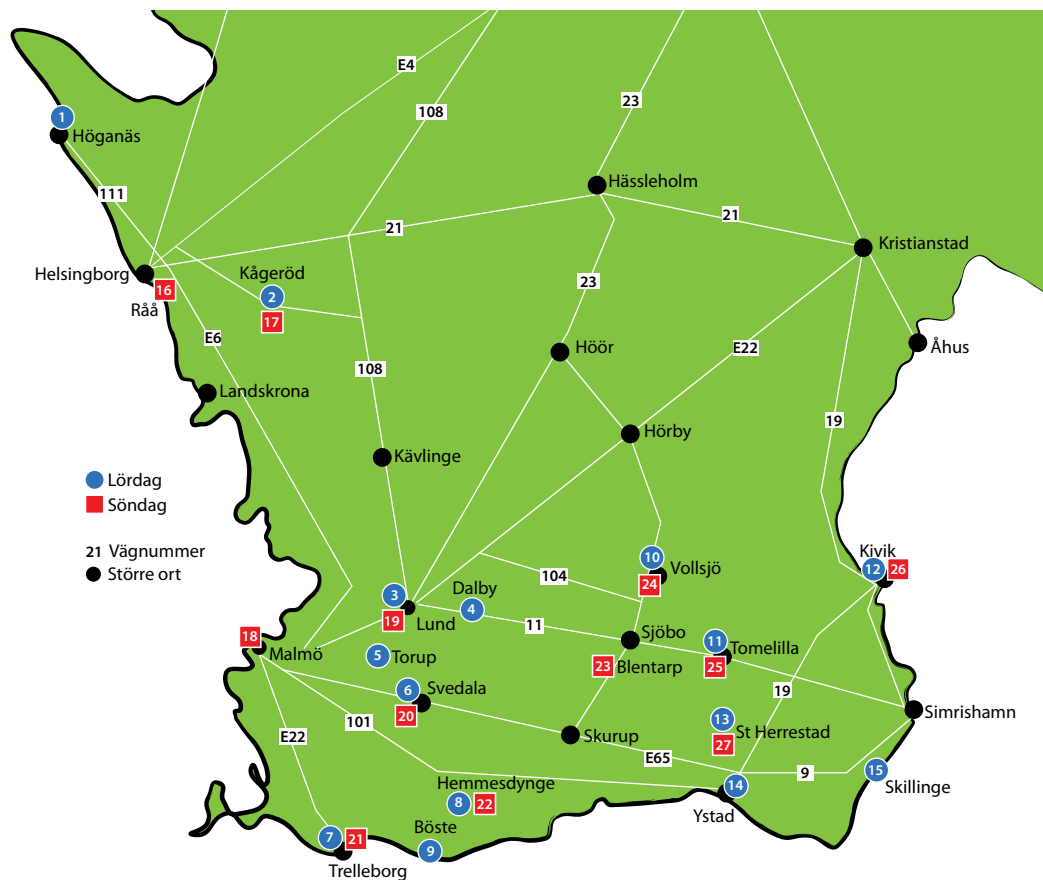 E4
108
23
1
Höganäs
111
Hässleholm
21
21
Kristianstad
Helsingborg
Kågeröd
16
2
23
Råå
17
E6
Höör
E22
Åhus
108
Landskrona
19
Hörby
Kävlinge
Lördag
Söndag
21 Vägnummer
Större ort
10
Kivik
12
26
104
Vollsjö
24
Dalby
3
4
19
Lund
11
Sjöbo
18
Malmö
5
Torup
11
Tomelilla
23
Blentarp
25
6
Svedala
20
19
101
13
St Herrestad
27
Simrishamn
E22
Skurup
E65
9
15
Skillinge
Hemmesdynge
8
22
14
Ystad
Böste
7
21
9
Trelleborg